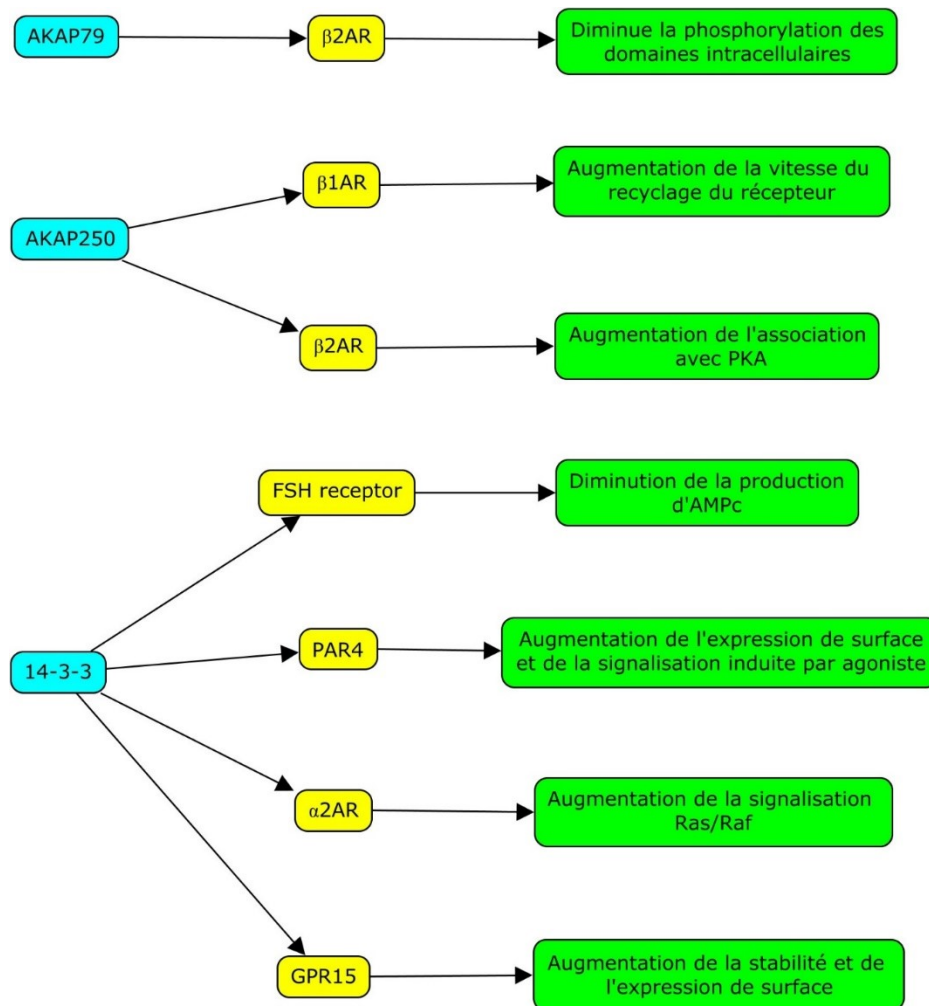 AKAP79
β2AR
Diminue la phosphorylation des
domaines intracellulaires
AKAP250
β1AR
Augmentation de la vitesse du
recyclage du récepteur
β2AR
Augmentation de l'association
avec PKA
14-3-3
FSH receptor
Diminution de la production
d'AMPc
PAR4
Augmentation de l'expression de surface
et de la signalisation induite par agoniste
α2AR
Augmentation de la signalisation
Ras/Raf
GPR15
Augmentation de la stabilité et de
l'expression de surface